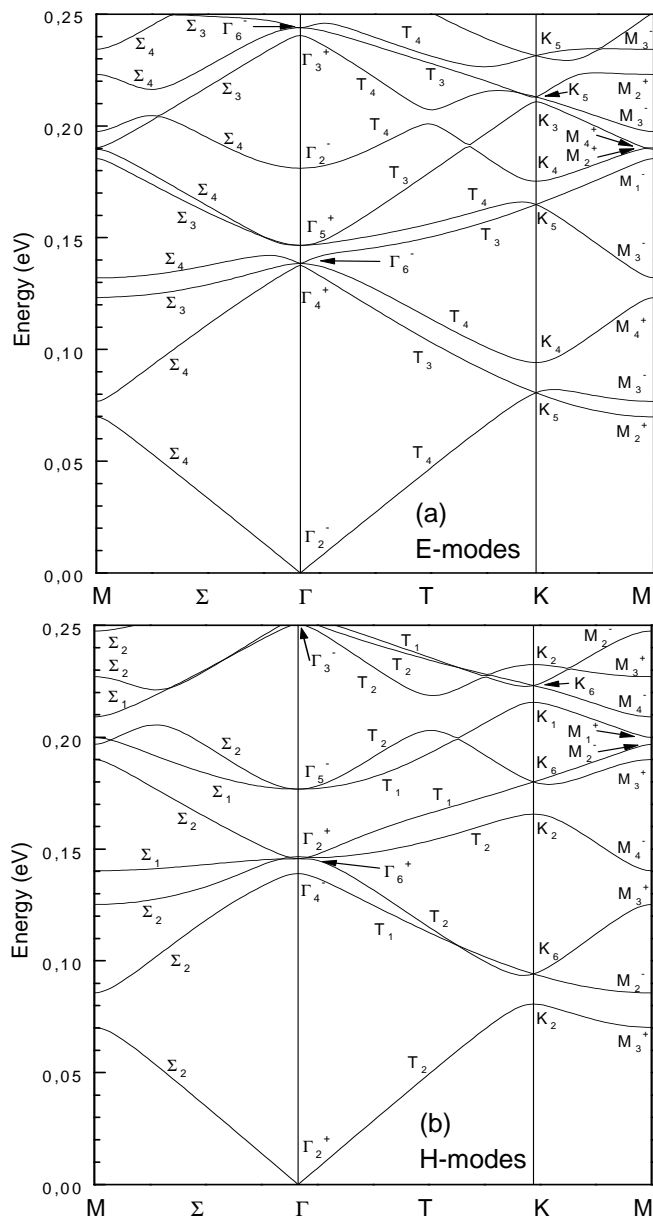 0,25
Σ3
Γ6-
T4
K5
M3-
Σ4
Γ3+
T3
Σ4
T4
K5
M2+
Σ3
M3-
0,20
K3
M4+
Σ4
Γ2-
T4
K4
M2+
Σ4
T3
M1-
Σ3
Γ5+
T4
K5
0,15
Σ4
T3
M3-
Γ6-
Σ3
Γ4+
T4
K4
M4+
0,10
Σ4
T3
M3-
K5
M2+
0,05
Σ4
T4
(a)
Γ2-
E-modes
0,00
Energy (eV)
M Σ Γ T K M
0,25
Σ2
T1
K2
M2-
Σ2
Γ3-
T2
M3+
Σ1
T2
K6
M4-
0,20
K1
M1+
Σ2
T2
M2-
Σ1
Γ5-
T1
K6
M3+
Σ2
T1
0,15
Σ1
Γ2+
T2
K2
M4-
Γ6+
Σ2
Γ4-
T2
M3+
T1
0,10
Σ2
K6
M2-
K2
M3+
0,05
Σ2
T2
(b)
Γ2+
H-modes
0,00
Energy (eV)
M Σ Γ T K M